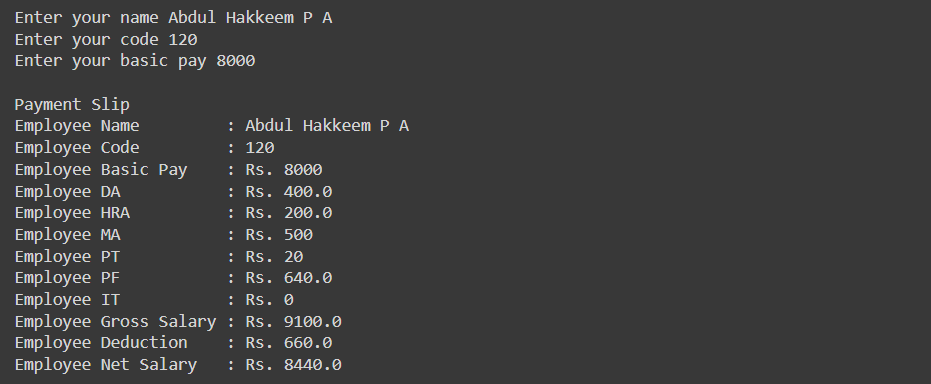 Enter your name Abdul Hakkeem P A
Enter your code 120
Enter your basic pay 8000
Payment Slip
Employee Name : Abdul Hakkeem P A
Employee Code : 120
Employee Basic Pay : Rs. 8000
Employee DA : Rs. 400.0
Employee HRA : Rs. 200.0
Employee MA : Rs. 500
Employee PT : Rs. 20
Employee PF : Rs. 640.0
Employee IT : Rs. 0
Employee Gross Salary : Rs. 9100.0
Employee Deduction : Rs. 660.0
Employee Net Salary : Rs. 8440.0